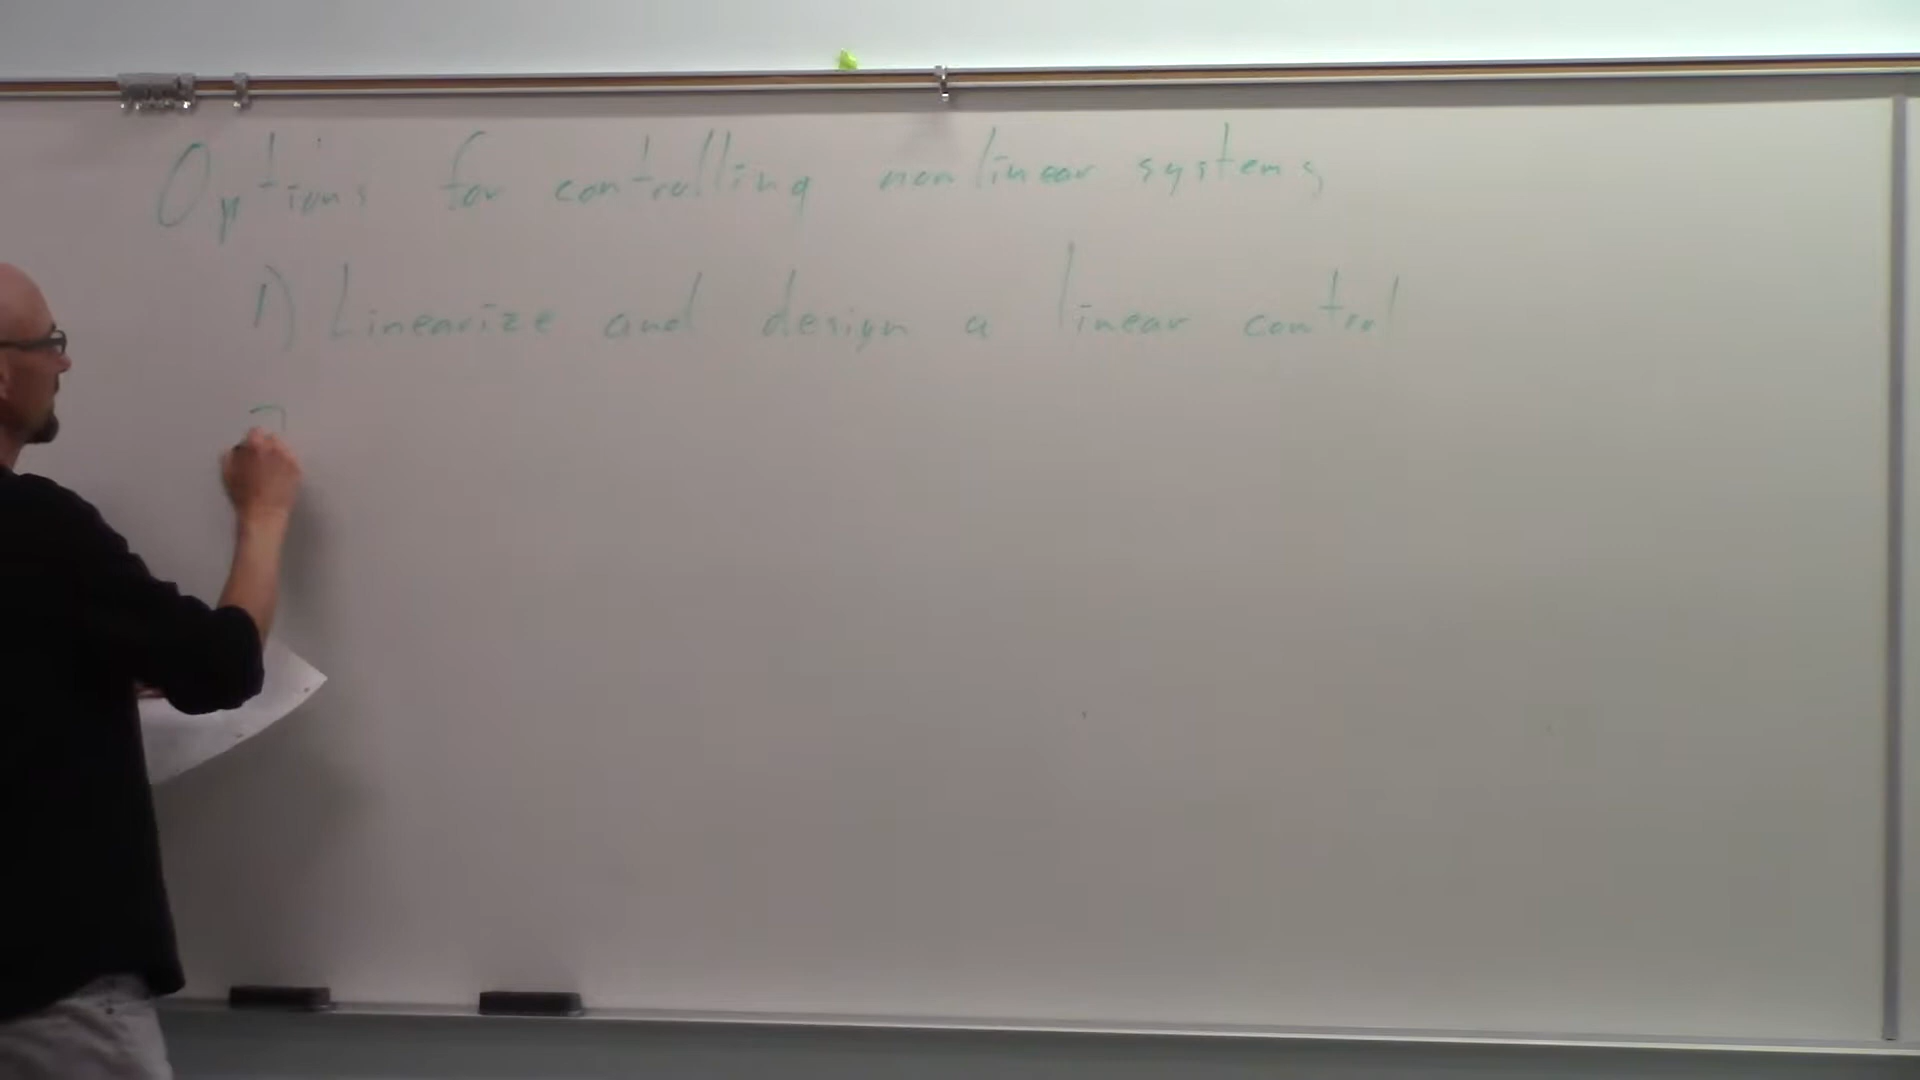 Options for controlling nonlinear systems
1) Linearize and design a linear control